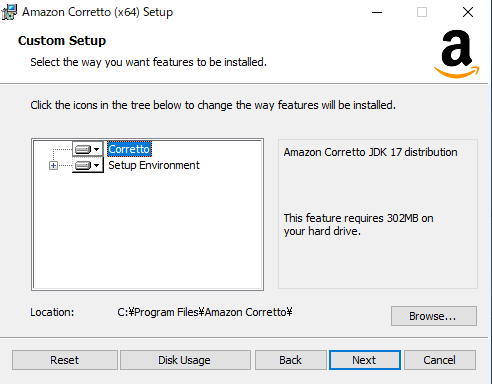 Amazon Corretto (x64) Setup
Custom Setup
Select the way you want features to be installed.
a
Click the icons in the tree below to change the way features will be installed.
Corretto
Setup Environment
Amazon Corretto JDK 17 distribution
This feature requires 302MB on
your hard drive.
Location:
C:¥Program Files¥Amazon Corretto¥
Browse...
Reset
Disk Usage
Back
Next
Cancel